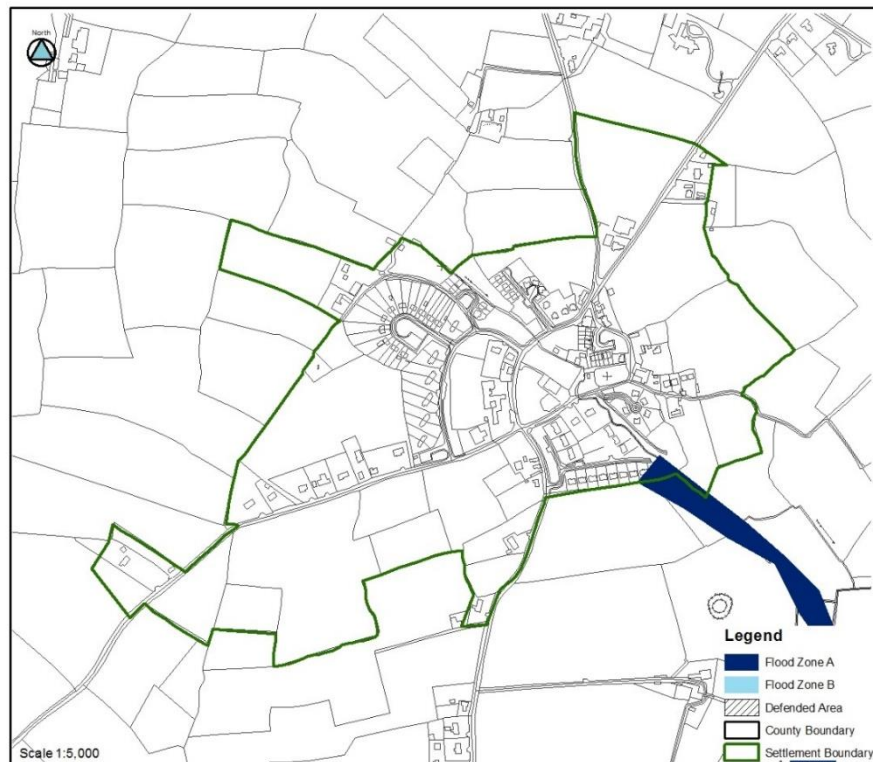 North
Legend
Flood Zone A
Flood Zone B
Defended Area
County Boundary
Settlement Boundary
Scale 1:5,000